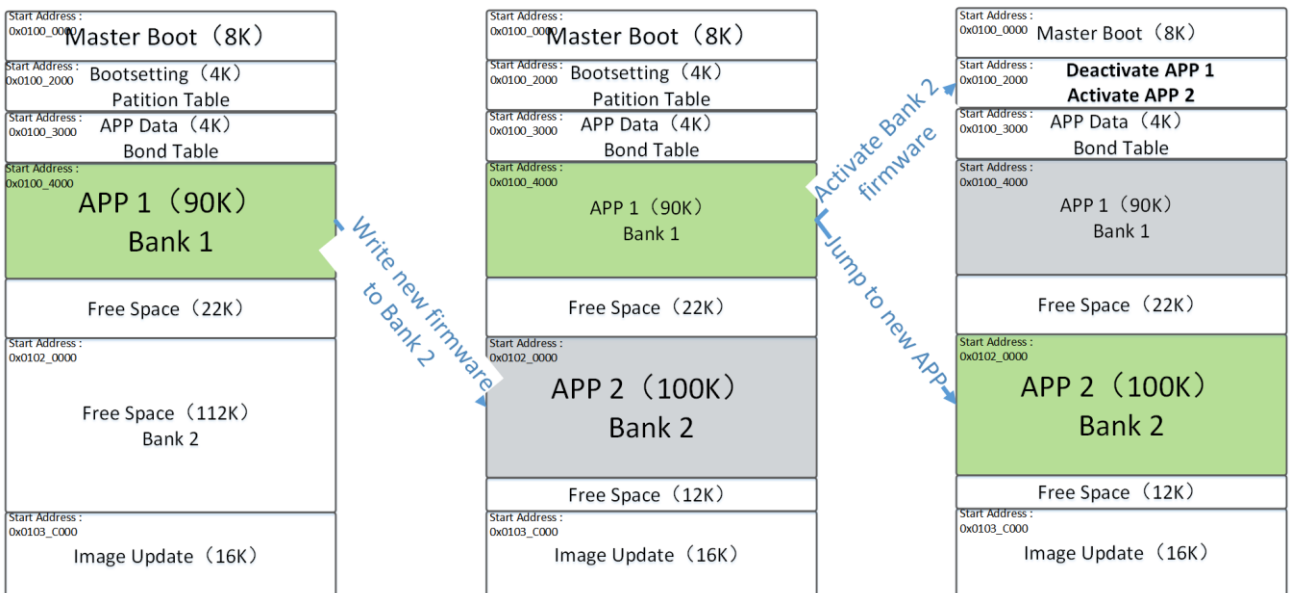 Start Address :
0x0100_0000
Master Boot（8K）
Start Address :
0x0100_2000
Bootsetting（4K）
Patition Table
Start Address :
0x0100_3000
APP Data（4K）
Bond Table
Start Address :
0x0100_4000
APP 1（90K）
Bank 1
Free Space（22K）
Start Address :
0x0102_0000
Free Space（112K）
Bank 2
Start Address :
0x0103_C000
Image Update（16K）
Write new firmware
to Bank 2
Start Address :
0x0100_0000
Master Boot（8K）
Start Address :
0x0100_2000
Bootsetting（4K）
Patition Table
Start Address :
0x0100_3000
APP Data（4K）
Bond Table
Start Address :
0x0100_4000
APP 1（90K）
Bank 1
Free Space（22K）
Start Address :
0x0102_0000
APP 2（100K）
Bank 2
Free Space（12K）
Start Address :
0x0103_C000
Image Update（16K）
Activate Bank 2
firmware
Jump to new APP
Start Address :
0x0100_0000
Master Boot（8K）
Start Address :
0x0100_2000
Deactivate APP 1
Activate APP 2
Start Address :
0x0100_3000
APP Data（4K）
Bond Table
Start Address :
0x0100_4000
APP 1（90K）
Bank 1
Free Space（22K）
Start Address :
0x0102_0000
APP 2（100K）
Bank 2
Free Space（12K）
Start Address :
0x0103_C000
Image Update（16K）